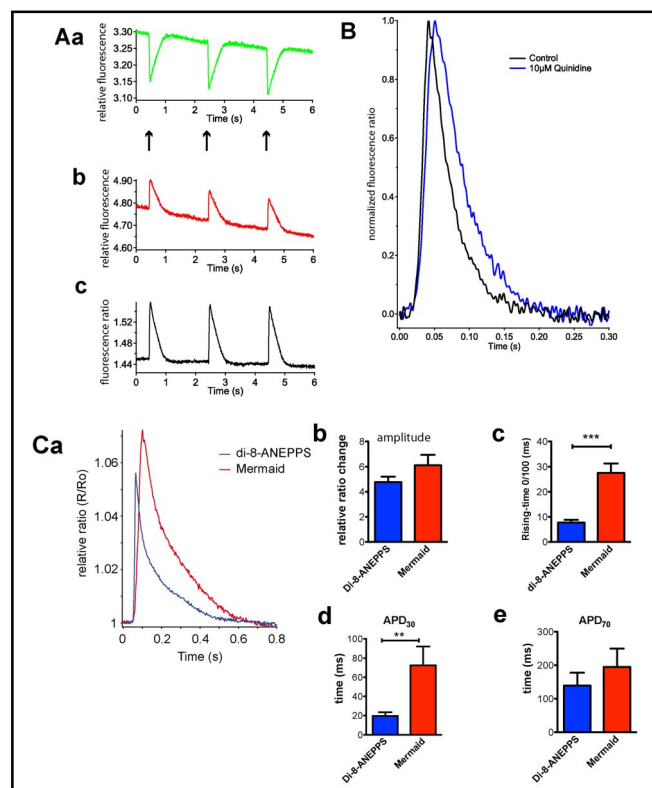 Aa
relative fluorescence
3.30
3.25
3.20
3.15
3.10
0 1 2 3 4 5 6
Time (s)
b
relative fluorescence
4.90
4.80
4.70
4.60
0 1 2 3 4 5 6
Time (s)
c
fluorescence ratio
1.52
1.48
1.44
0 1 2 3 4 5 6
Time (s)
B
Control
10µM Quinidine
normalized fluorescence ratio
1.0
0.8
0.6
0.4
0.2
0.0
0.00 0.05 0.10 0.15 0.20 0.25 0.30
Time (s)
Ca
di-8-ANEPPS
Mermaid
relative ratio (R/Ro)
1.06
1.04
1.02
1
0 0.2 0.4 0.6 0.8
Time (s)
b
amplitude
relative ratio change
8
6
4
2
0
Di-8-ANEPPS
Mermaid
c
***
Rising-time 0/100 (ms)
40
30
20
10
0
di-8-ANEPPS
Mermaid
d
APD30
**
time (ms)
100
80
60
40
20
0
Di-8-ANEPPS
Mermaid
e
APD70
time (ms)
300
200
100
0
Di-8-ANEPPS
Mermaid